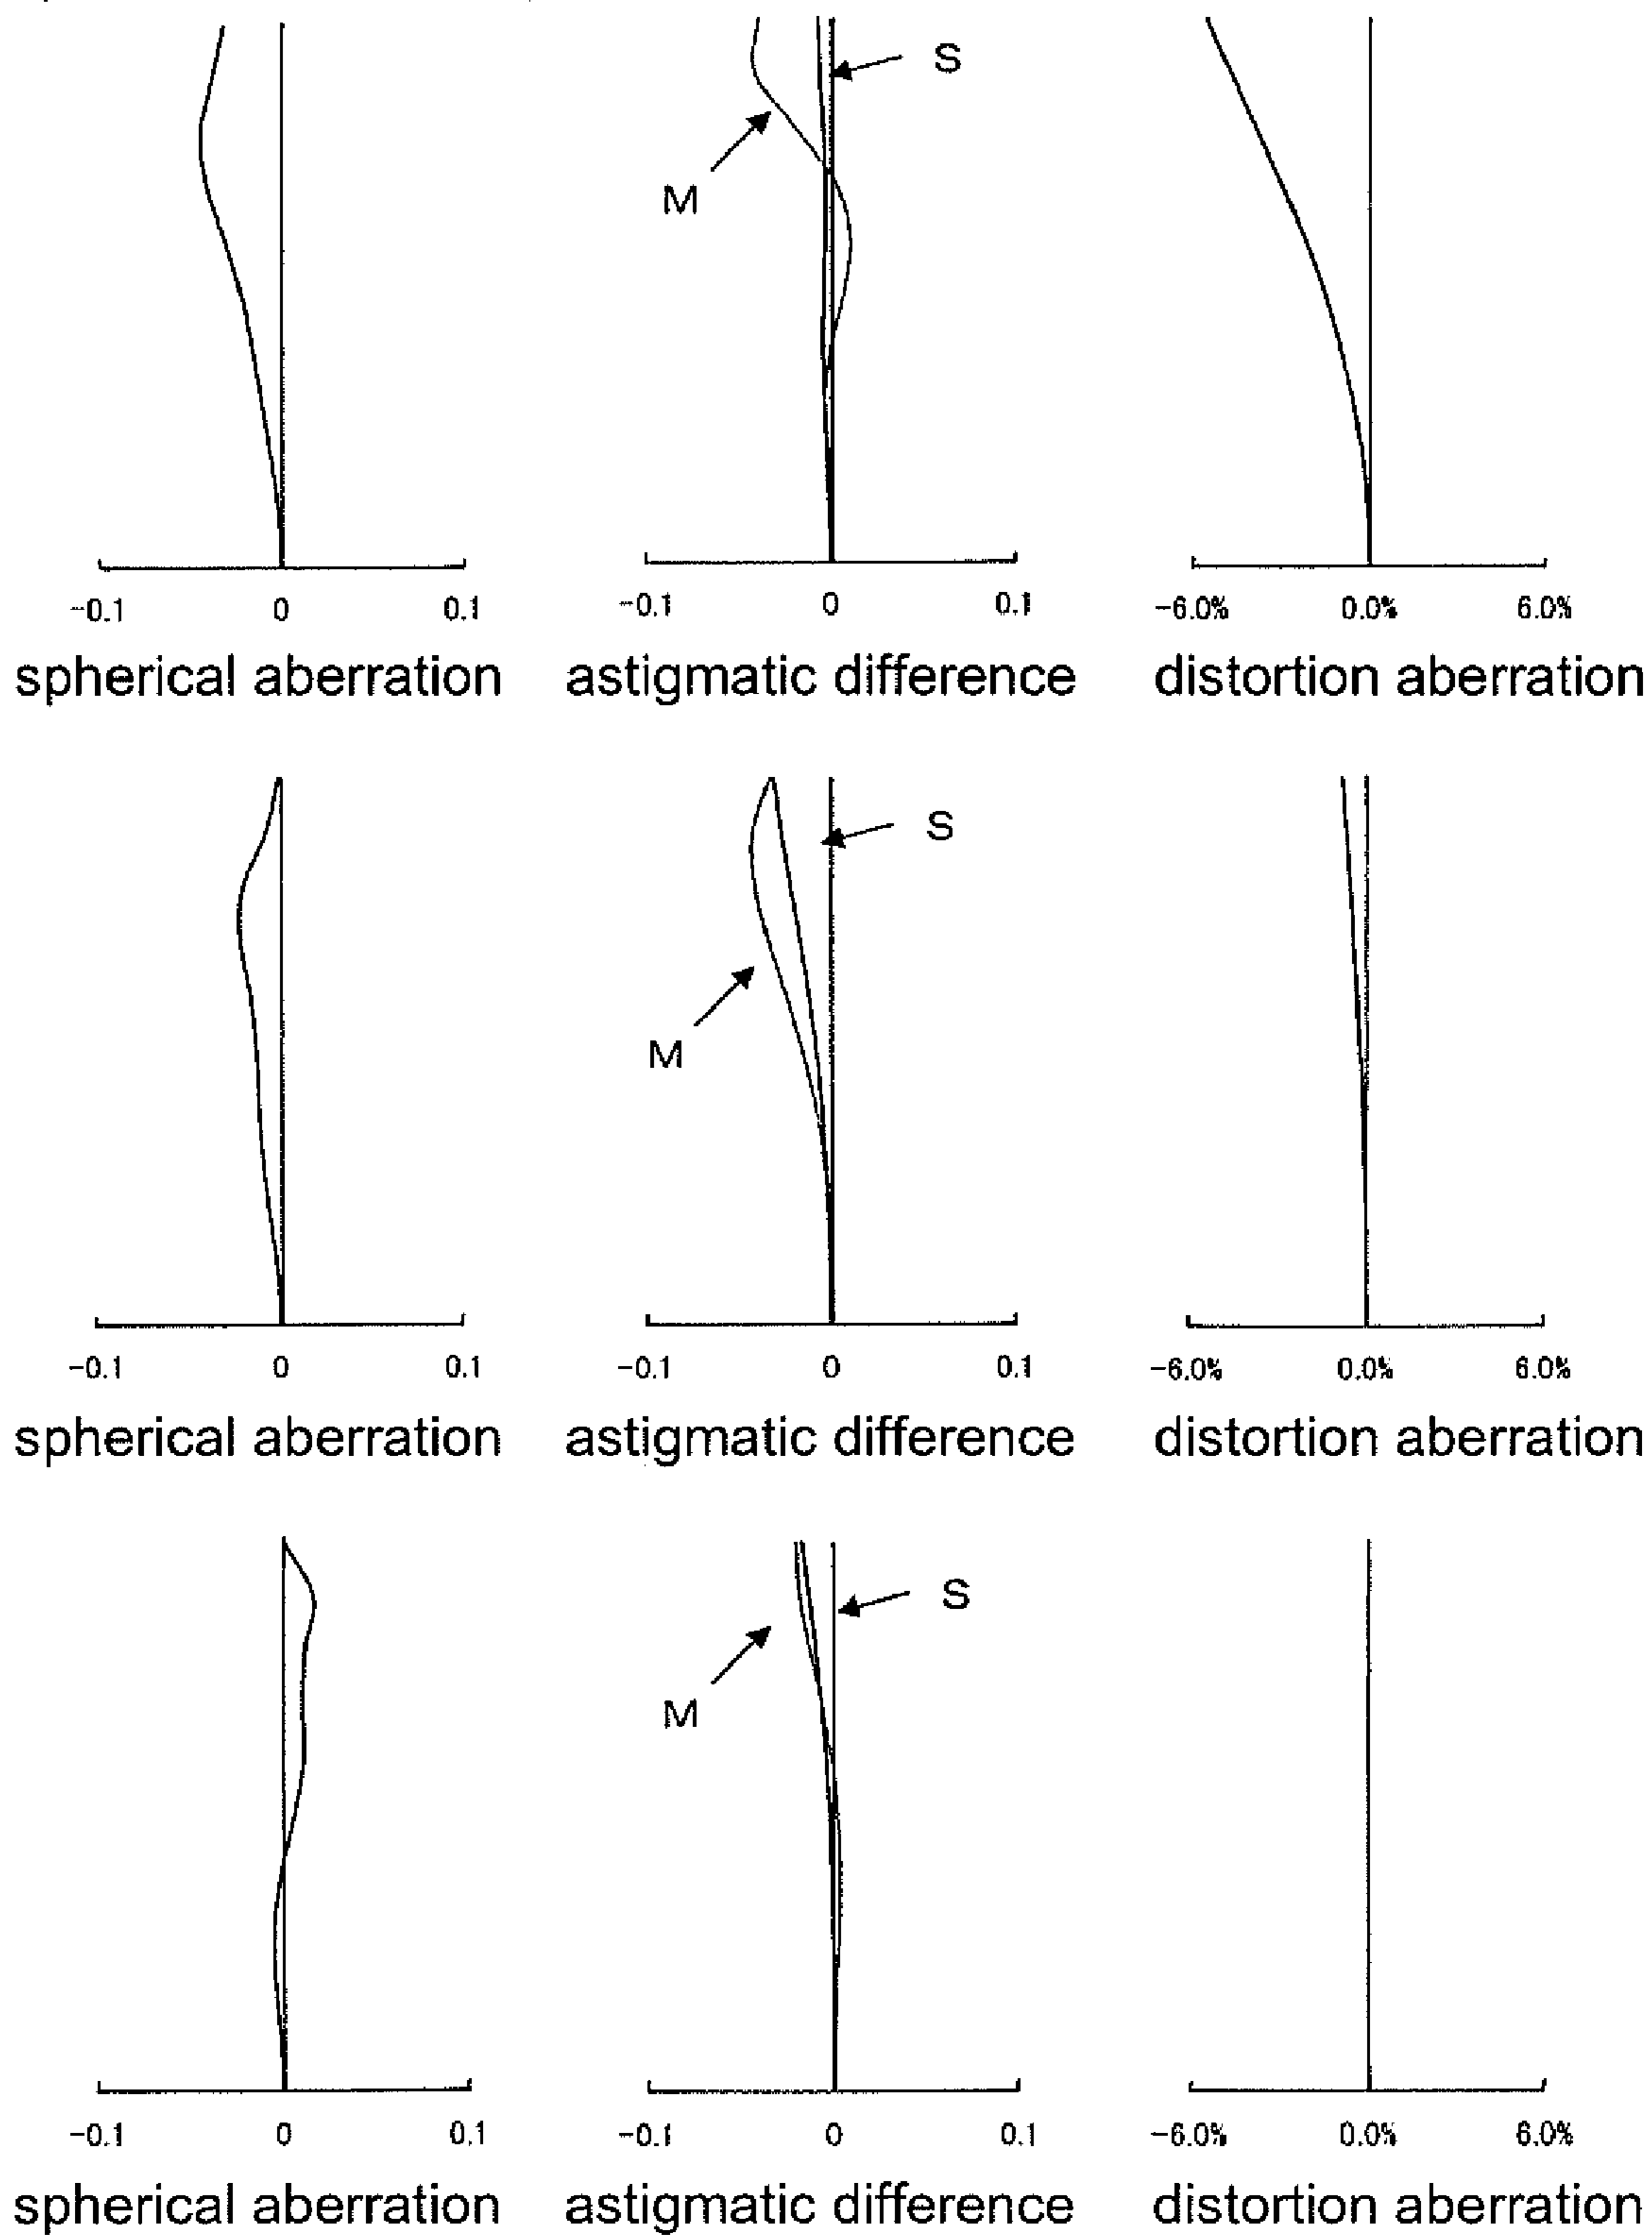 S
M
-0.1 0 0.1 -0.1 0 0.1 -6.0% 0.0% 6.0%
spherical aberration astigmatic difference distortion aberration
S
M
-0.1 0 0.1 -0.1 0 0.1 -6.0% 0.0% 6.0%
spherical aberration astigmatic difference distortion aberration
S
M
-0.1 0 0.1 -0.1 0 0.1 -6.0% 0.0% 6.0%
spherical aberration astigmatic difference distortion aberration